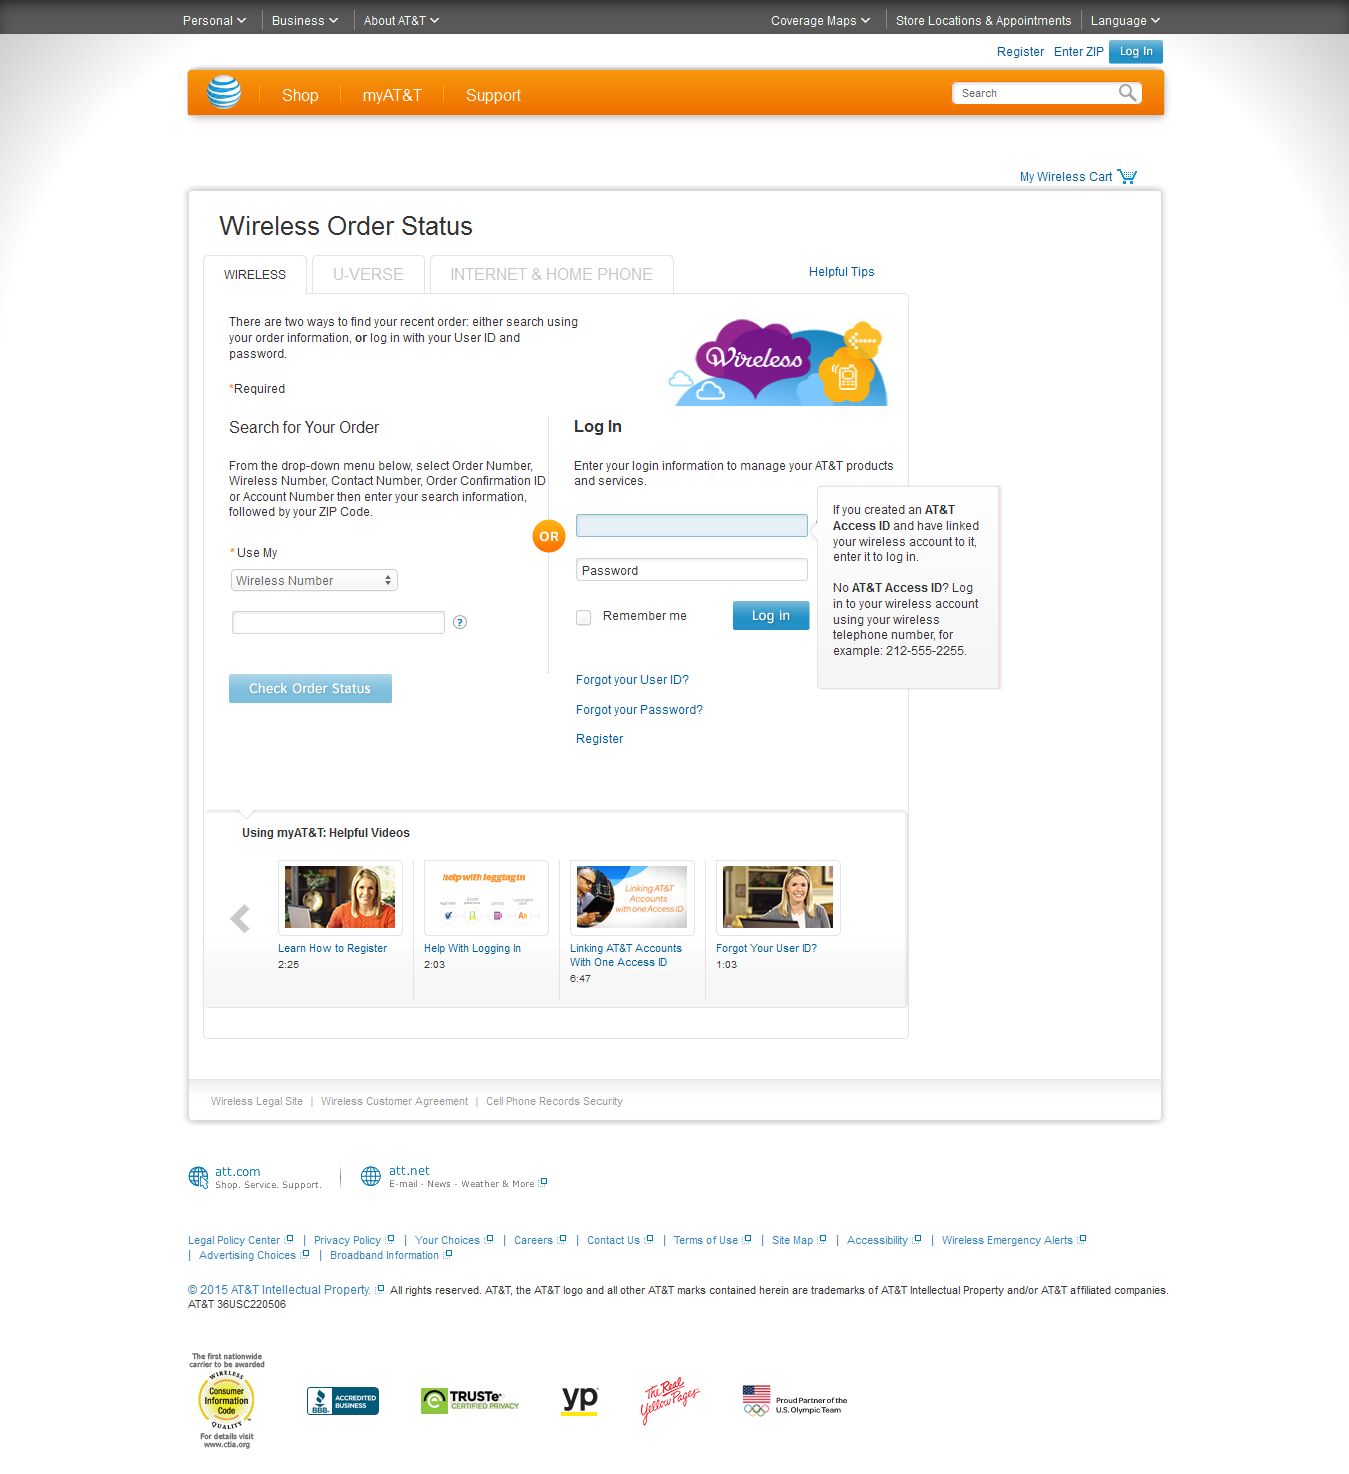 Personal Business About AT&T Coverage Maps Store Locations & Appointments Language
Register Enter ZIP Log In
Shop myAT&T Support Search
My Wireless Cart
Wireless Order Status
WIRELESS U-VERSE INTERNET & HOME PHONE Helpful Tips
There are two ways to find your recent order: either search using
your order information, or log in with your User ID and
password.
Wireless
*Required
Search for Your Order
From the drop-down menu below, select Order Number,
Wireless Number, Contact Number, Order Confirmation ID
or Account Number then enter your search information,
followed by your ZIP Code.
* Use My
Wireless Number
?
Check Order Status
OR
Log In
Enter your login information to manage your AT&T products
and services.
Password
Remember me Log in
Forgot your User ID?
Forgot your Password?
Register
If you created an AT&T
Access ID and have linked
your wireless account to it,
enter it to log in.
No AT&T Access ID? Log
in to your wireless account
using your wireless
telephone number, for
example: 212-555-2255.
Using myAT&T: Helpful Videos
Learn How to Register
2:25
help with logging in
Help With Logging In
2:03
Linking AT&T
Accounts
with one Access ID
Linking AT&T Accounts
With One Access ID
6:47
Forgot Your User ID?
1:03
Wireless Legal Site | Wireless Customer Agreement | Cell Phone Records Security
att.com
Shop. Service. Support.
att.net
E-mail - News - Weather & More
Legal Policy Center | Privacy Policy | Your Choices | Careers | Contact Us | Terms of Use | Site Map | Accessibility | Wireless Emergency Alerts
| Advertising Choices | Broadband Information
© 2015 AT&T Intellectual Property. All rights reserved. AT&T, the AT&T logo and all other AT&T marks contained herein are trademarks of AT&T Intellectual Property and/or AT&T affiliated companies.
AT&T 36USC220506
The first nationwide
carrier to be awarded
WIRELESS
Consumer
Information
Code
QUALITY
For details visit
www.ctia.org
BBB. ACCREDITED
BUSINESS
TRUSTe
CERTIFIED PRIVACY
yp
The Real
Yellow Pages
Proud Partner of the
U.S. Olympic Team